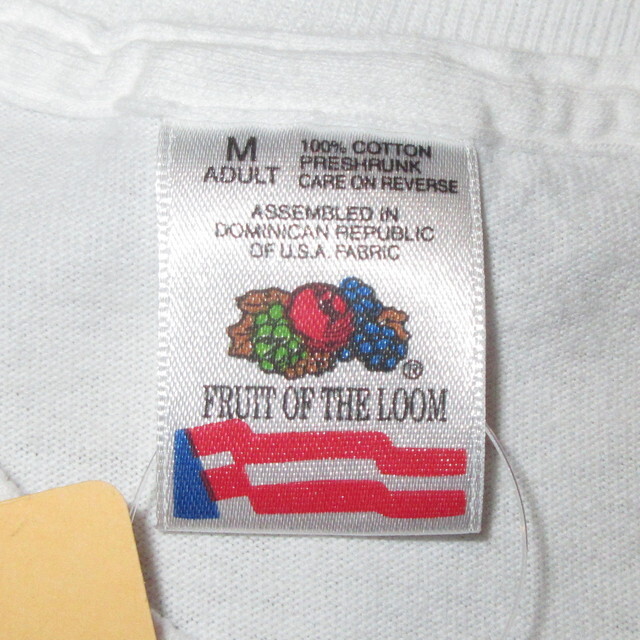 M
ADULT
100% COTTON
PRESHRUNK
CARE ON REVERSE
ASSEMBLED IN
DOMINICAN REPUBLIC
OF U.S.A. FABRIC
®
FRUIT OF THE LOOM